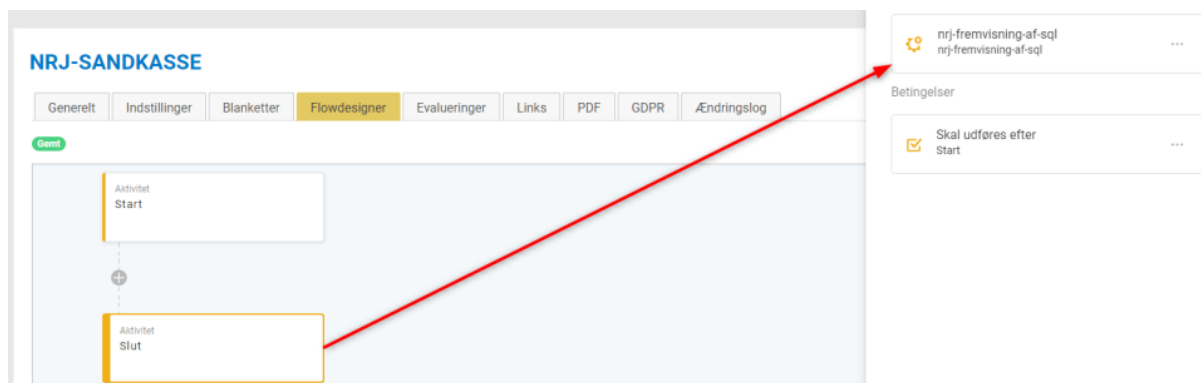 NRJ-SANDKASSE
Generelt
Indstillinger
Blanketter
Flowdesigner
Evalueringer
Links
PDF
GDPR
Ændringslog
Gemt
Aktivitet
Start
Aktivitet
Slut
nrj-fremvisning-af-sql
nrj-fremvisning-af-sql
Betingelser
Skal udføres efter
Start